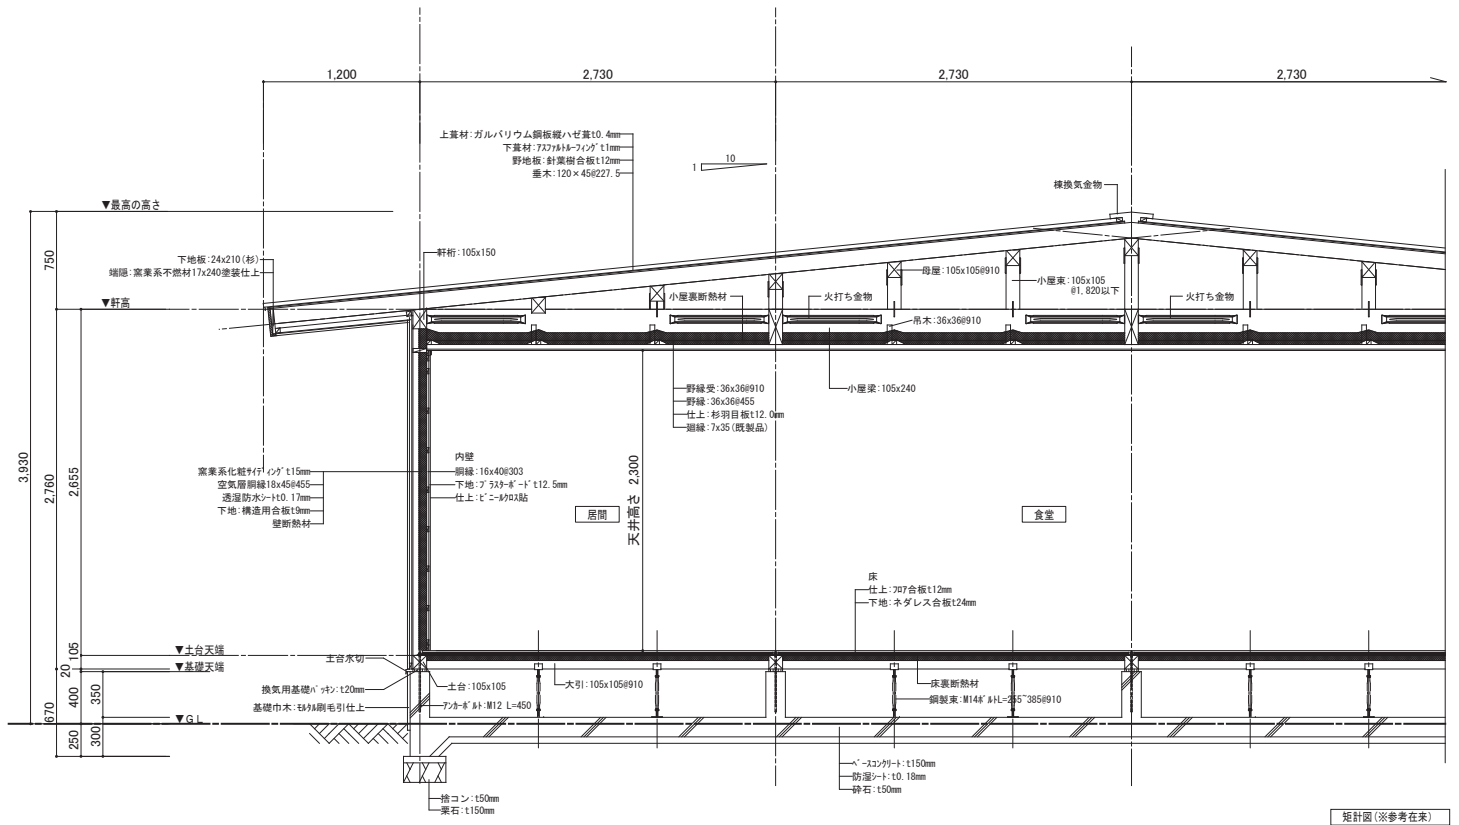 1,200
2,730
2,730
2,730
上葺材:ガルバリウム鋼板縦ハゼ葺t0.4mm
下葺材:アスファルトルーフィングt1mm
野地板:針葉樹合板t12mm
垂木:120×45@227.5
10
1
棟換気金物
▼最高の高さ
750
下地板:24x210(杉)
端隠:窯業系不燃材17x240塗装仕上
軒桁:105x150
母屋:105x105@910
小屋束:105x105
@1,820以下
▼軒高
小屋裏断熱材
火打ち金物
火打ち金物
吊木:36x36@910
野縁受:36x36@910
野縁:36x36@455
仕上:杉羽目板t12.0mm
廻縁:7x35(既製品)
小屋梁:105x240
3,930
2,760
2,655
天井高さ 2,300
窯業系化粧サイディングt15mm
空気層胴縁18x45@455
透湿防水シートt0.17mm
下地:構造用合板t9mm
壁断熱材
内壁
胴縁:16x40@303
下地:プラスターボードt12.5mm
仕上:ビニールクロス貼
居間
食堂
床
仕上:フロア合板t12mm
下地:ネダレス合板t24mm
▼土台天端
▼基礎天端
105
20
土台水切
換気用基礎パッキン:t20mm
基礎巾木:モルタル刷毛引仕上
土台:105x105
アンカーボルト:M12 L=450
大引:105x105@910
床裏断熱材
鋼製束:M14ボルトL=255~385@910
670
400
350
▼GL
250
300
ベースコンクリート:t150mm
防湿シート:t0.18mm
砕石:t50mm
捨コン:t50mm
栗石:t150mm
矩計図(※参考在来)